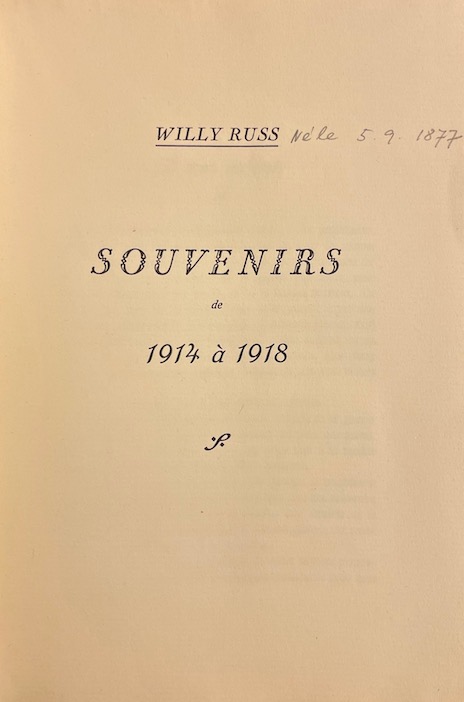 WILLY RUSS Né le 5. 9. 1877
SOUVENIRS
de
1914 à 1918